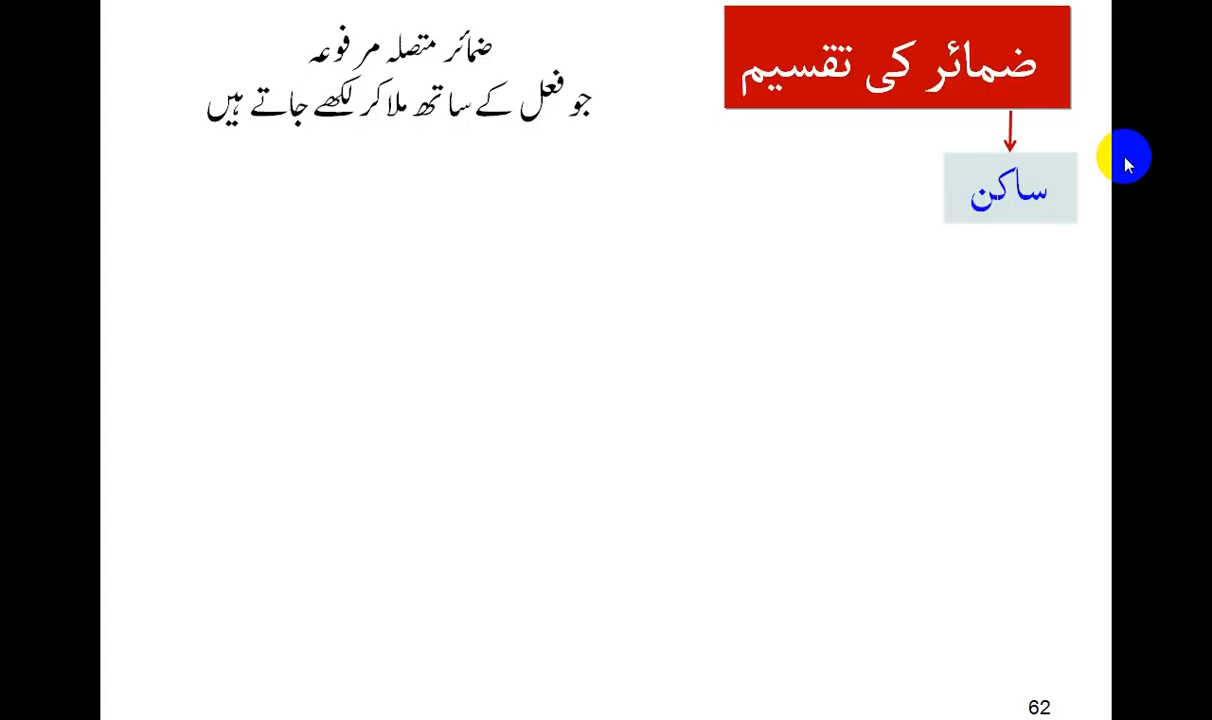 ضمائر کی تقسیم
ضمائر متصلہ مرفوعہ
جو فعل کے ساتھ ملا کر لکھے جاتے ہیں
ساکن
62